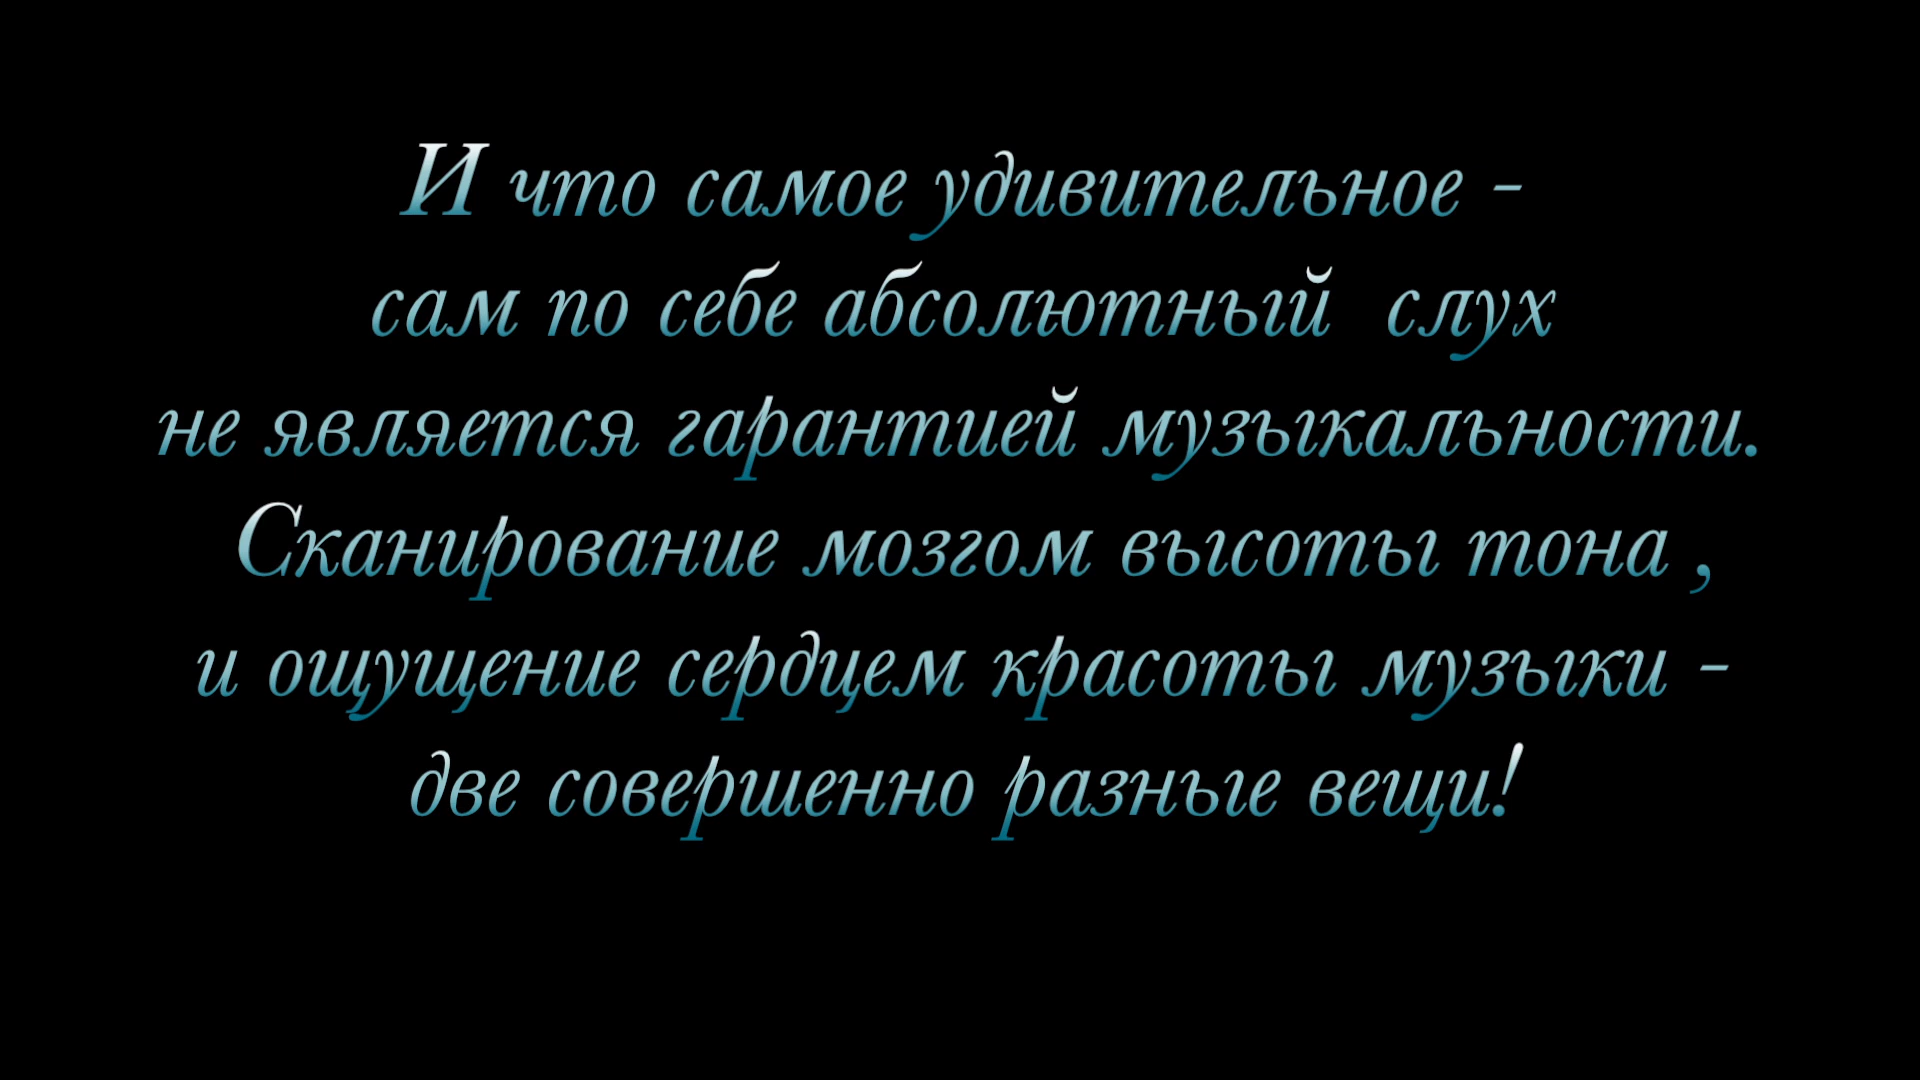 И что самое удивительное -
сам по себе абсолютный  слух
не является гарантией музыкальности.
Сканирование мозгом высоты тона ,
и ощущение сердцем красоты музыки -
две совершенно разные вещи!